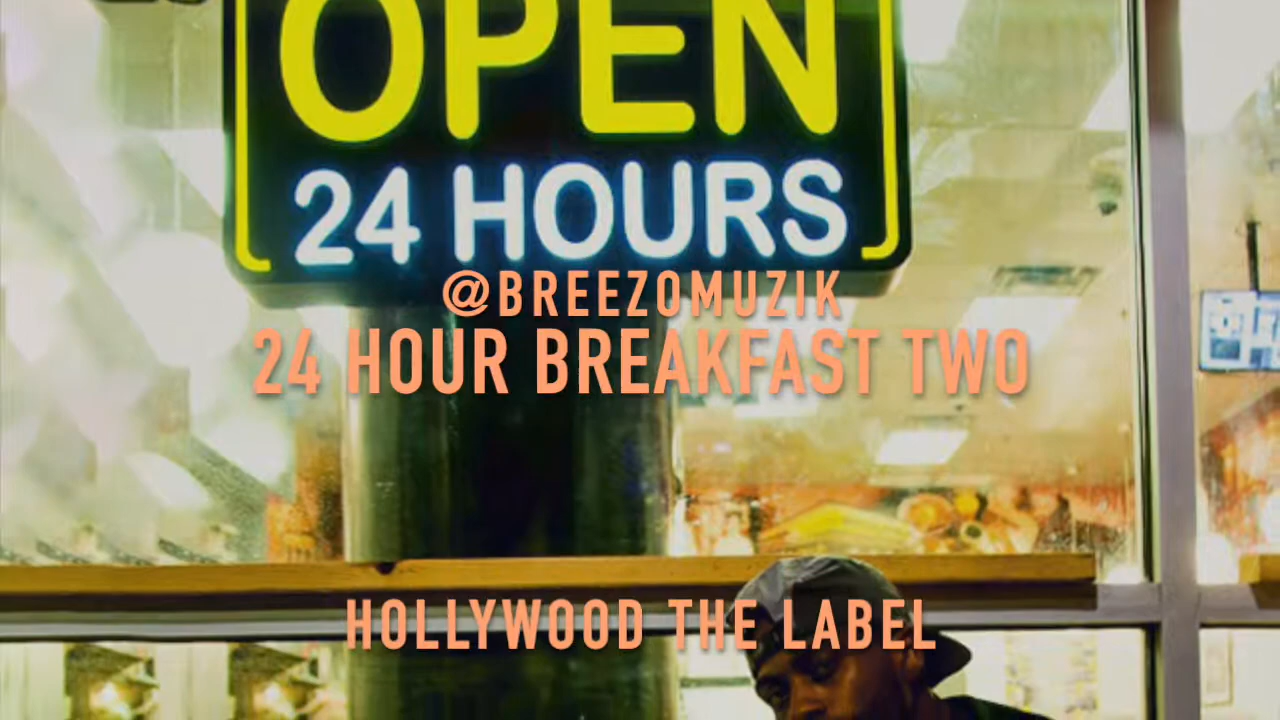 OPEN
24 HOURS
@BREEZOMUZIK
24 HOUR BREAKFAST TWO
HOLLYWOOD THE LABEL